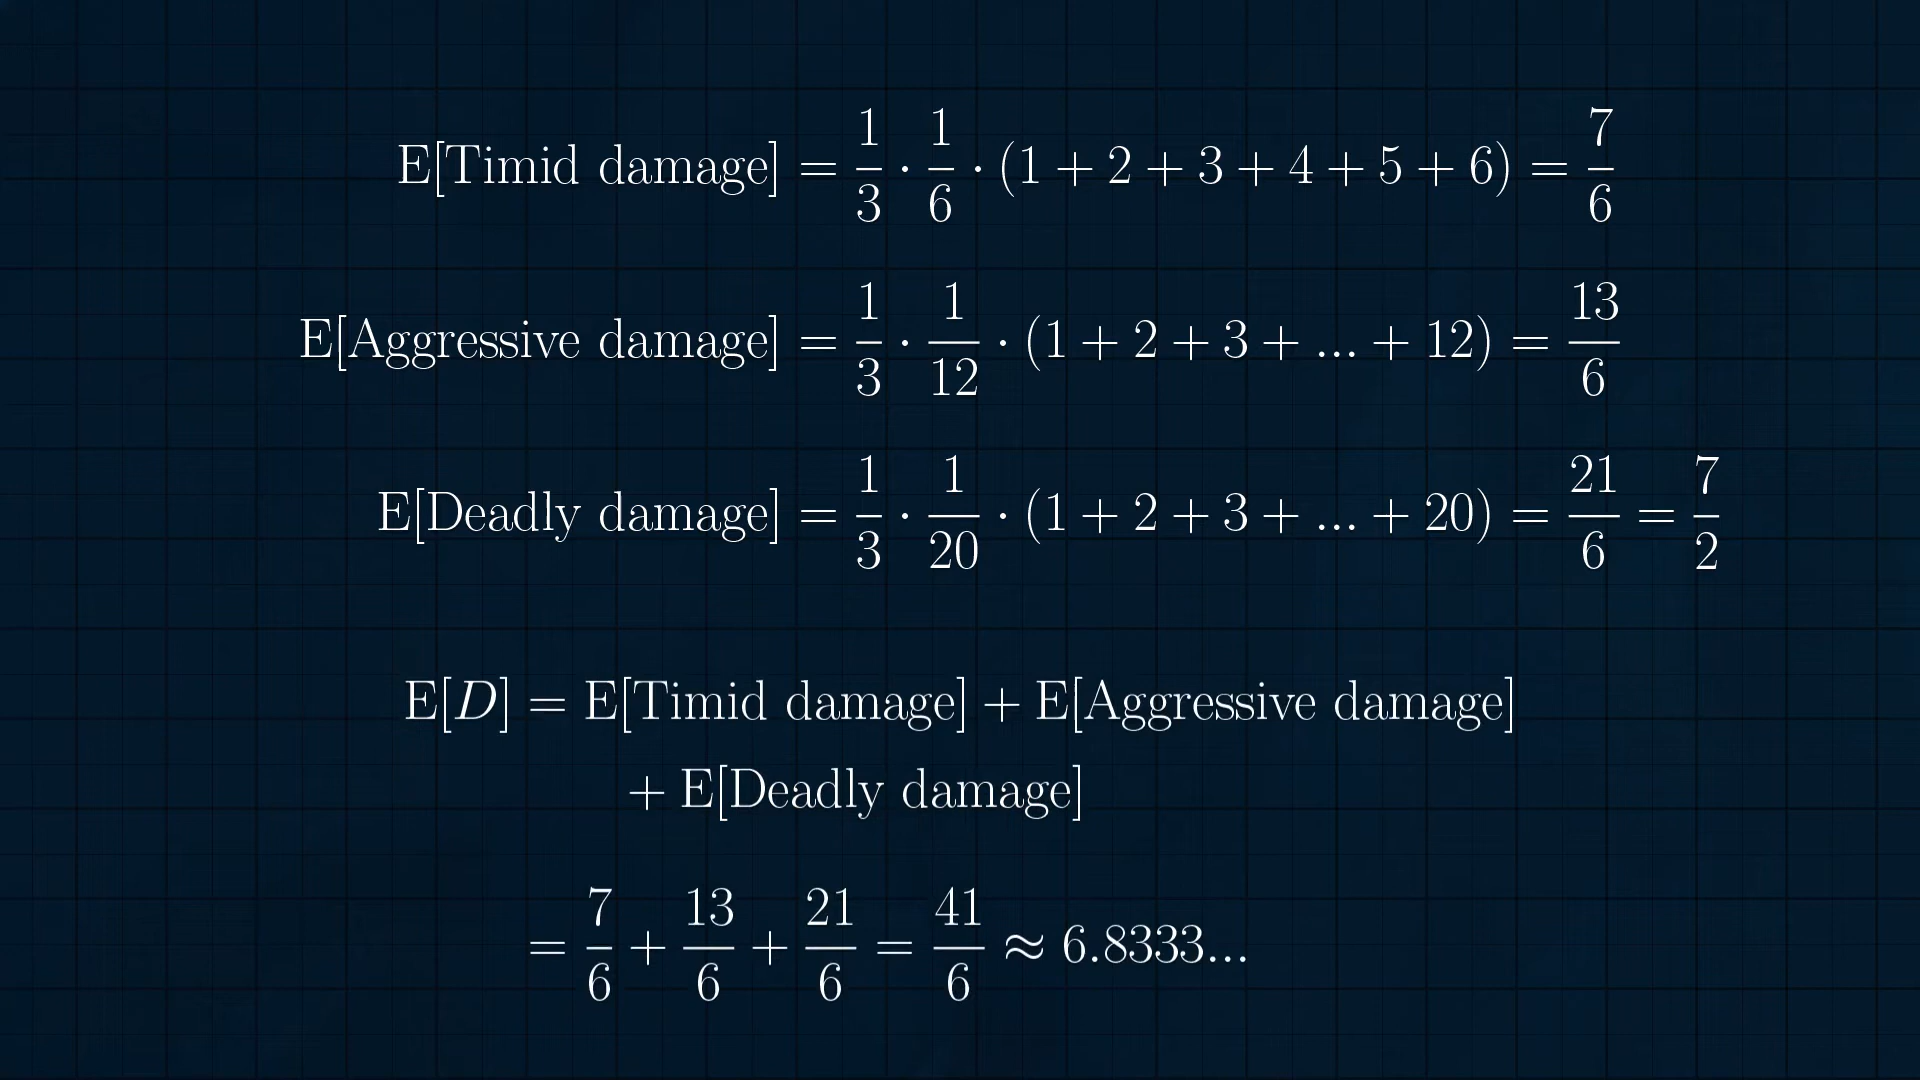 E[Timid damage] = 1/3 · 1/6 · (1 + 2 + 3 + 4 + 5 + 6) = 7/6
E[Aggressive damage] = 1/3 · 1/12 · (1 + 2 + 3 + ... + 12) = 13/6
E[Deadly damage] = 1/3 · 1/20 · (1 + 2 + 3 + ... + 20) = 21/6 = 7/2
E[D] = E[Timid damage] + E[Aggressive damage]
+ E[Deadly damage]
= 7/6 + 13/6 + 21/6 = 41/6 ≈ 6.8333...